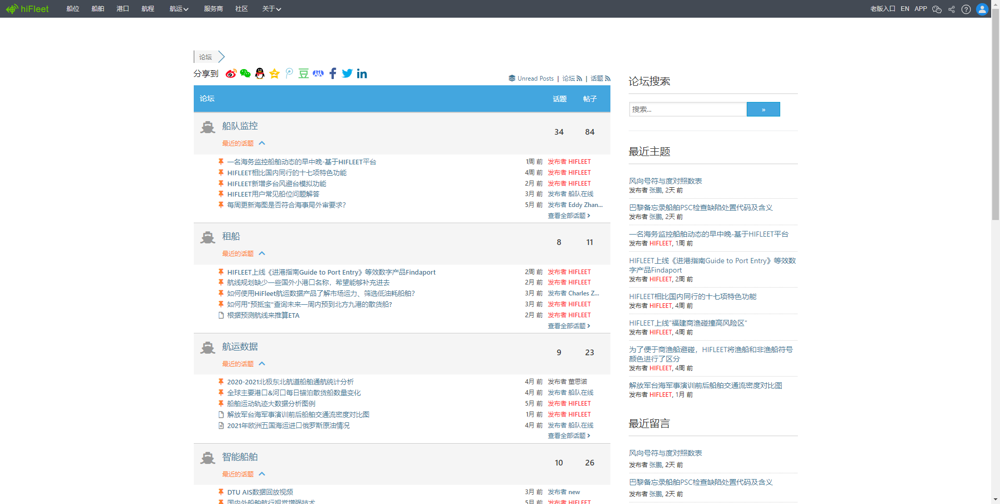 hiFleet 船位 船舶 港口 航程 航运 服务商 社区 关于 老版入口 EN APP
论坛
分享到
Unread Posts | 论坛 | 话题
论坛 话题 帖子
船队监控 34 84
最近的话题
一名海务监控船舶动态的早中晚-基于HIFLEET平台 1周 前 发布者 HIFLEET
HIFLEET相比国内同行的十七项特色功能 4周 前 发布者 HIFLEET
HIFLEET新增多台风避台模拟功能 2月 前 发布者 HIFLEET
HIFLEET用户常见船位问题解答 3月 前 发布者 船队在线
每周更新海图是否符合海事局外审要求? 5月 前 发布者 Eddy Zhan...
查看全部话题
租船 8 11
最近的话题
HIFLEET上线《进港指南Guide to Port Entry》等效数字产品Findaport 2周 前 发布者 HIFLEET
航线规划缺少一些国外小港口名称，希望能够补充进去 2月 前 发布者 HIFLEET
如何使用HiFleet航运数据产品了解市场运力、筛选低油耗船舶? 3月 前 发布者 Charles Z...
如何用"预抵宝"查询未来一周内预到北方九港的散货船? 3月 前 发布者 HIFLEET
根据预测航线来推算ETA 2月 前 发布者 HIFLEET
查看全部话题
航运数据 9 23
最近的话题
2020-2021北极东北航道船舶通航统计分析 4月 前 发布者 董思诺
全球主要港口&河口每日锚泊散货船数量变化 4月 前 发布者 船队在线
船舶运动轨迹大数据分析图例 5月 前 发布者 HIFLEET
解放军台海军事演训前后船舶交通流密度对比图 1月 前 发布者 HIFLEET
2021年欧洲五国海运进口俄罗斯原油情况 4月 前 发布者 船队在线
查看全部话题
智能船舶 10 26
最近的话题
DTU AIS数据回放视频 3月 前 发布者 new
国内外船舶航行视觉增强技术 5月 前 发布者 HIFLEET
论坛搜索
搜索... »
最近主题
风向号符与度对照数表
发布者 张鹏, 2天 前
巴黎备忘录船舶PSC检查缺陷处置代码及含义
发布者 张鹏, 2天 前
一名海务监控船舶动态的早中晚-基于HIFLEET平台
发布者 HIFLEET, 1周 前
HIFLEET上线《进港指南Guide to Port Entry》等效数
字产品Findaport
发布者 HIFLEET, 2周 前
HIFLEET相比国内同行的十七项特色功能
发布者 HIFLEET, 4周 前
HIFLEET上线"福建商渔碰撞高风险区"
发布者 HIFLEET, 4周 前
为了便于商渔船避碰，HIFLEET将渔船和非渔船符号
颜色进行了区分
发布者 HIFLEET, 4周 前
解放军台海军事演训前后船舶交通流密度对比图
发布者 HIFLEET, 1月 前
最近留言
风向号符与度对照数表
发布者 张鹏, 2天 前
巴黎备忘录船舶PSC检查缺陷处置代码及含义
发布者 张鹏, 2天 前